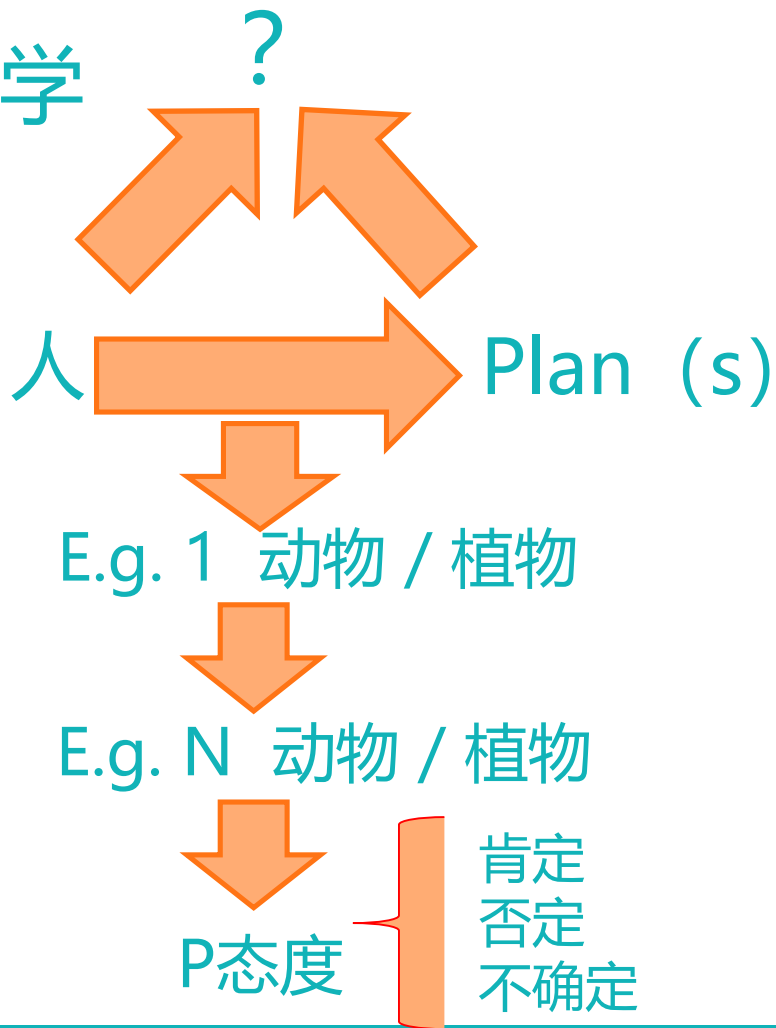 学
？
人
Plan（s）
E.g. 1 动物 / 植物
E.g. N 动物 / 植物
P态度
肯定
否定
不确定